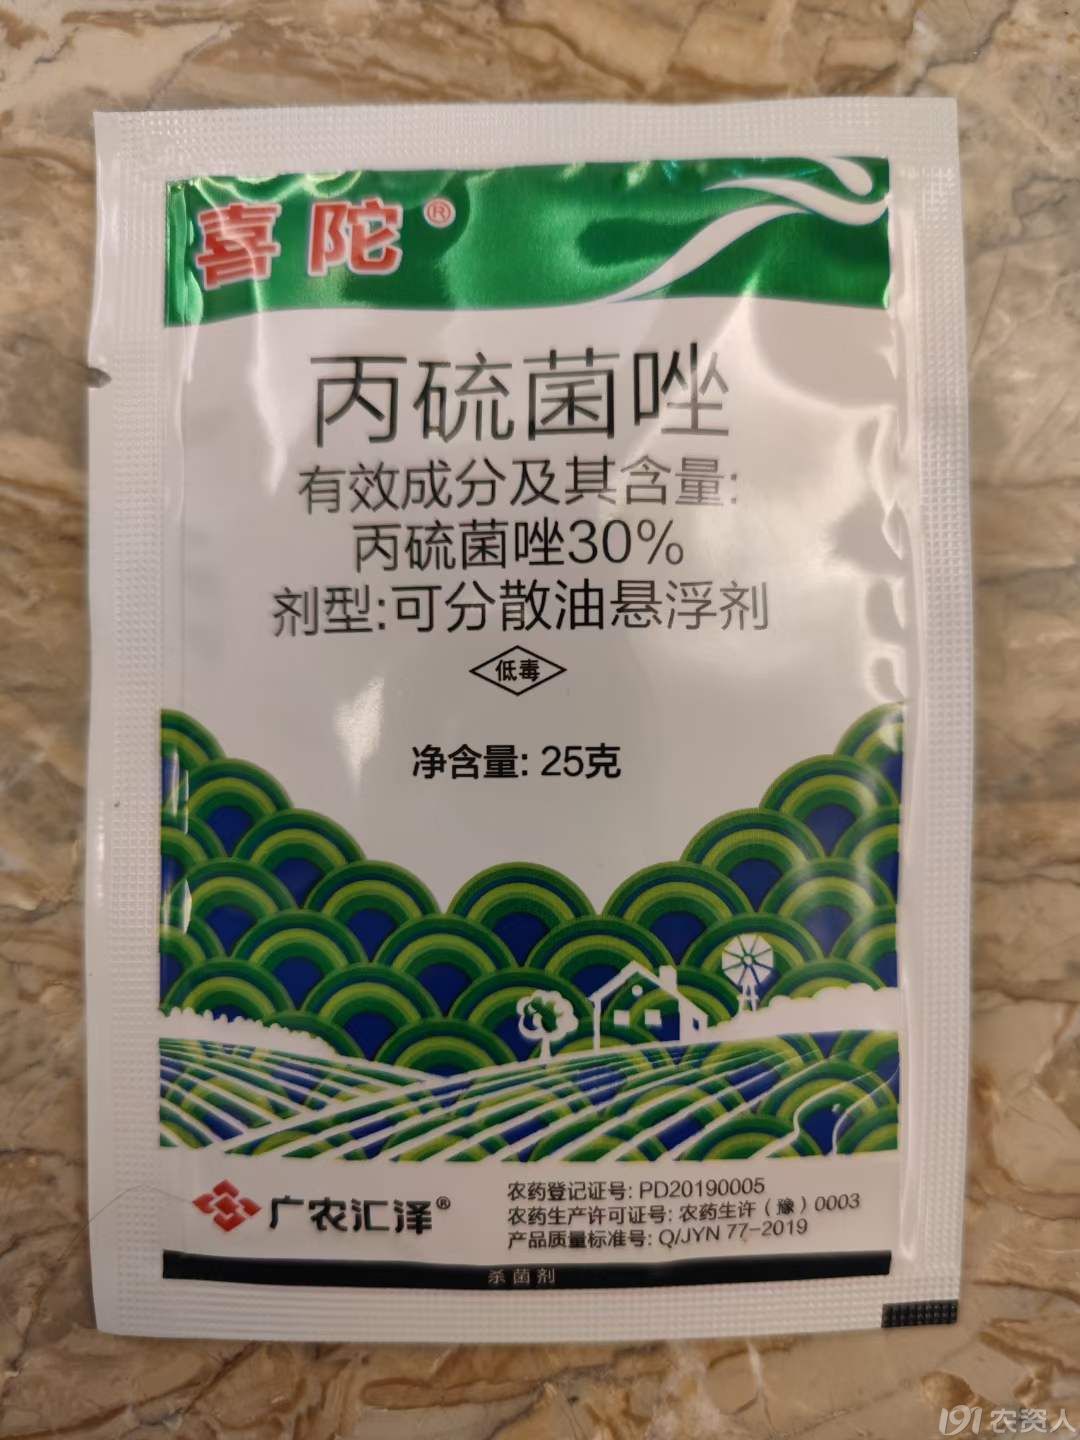 喜陀®
丙硫菌唑
有效成分及其含量:
丙硫菌唑30%
剂型:可分散油悬浮剂
低毒
净含量: 25克
广农汇泽®
农药登记证号: PD20190005
农药生产许可证号: 农药生许（豫）0003
产品质量标准号: Q/JYN 77-2019
杀菌剂
191农资人